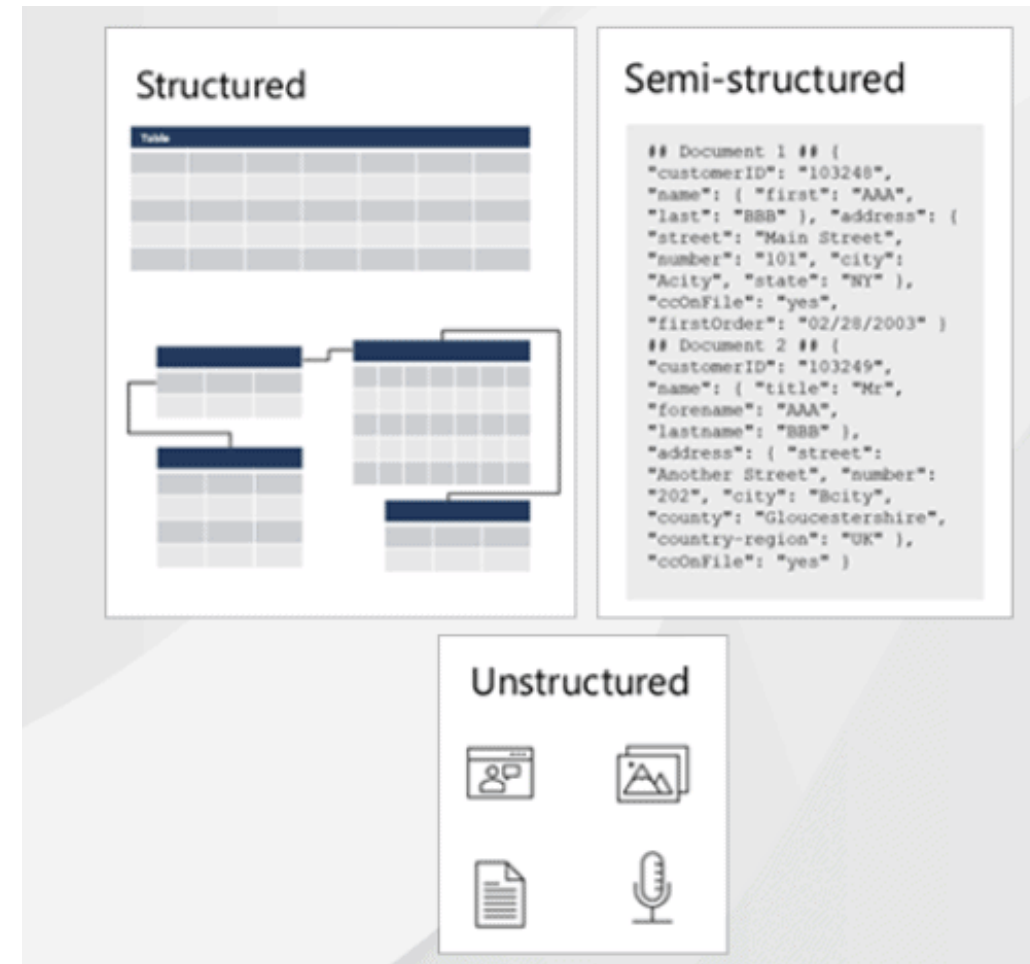 Structured
Table
Semi-structured
## Document 1 ## {
"customerID": "103248",
"name": { "first": "AAA",
"last": "BBB" }, "address": {
"street": "Main Street",
"number": "101", "city":
"Acity", "state": "NY" },
"ccOnFile": "yes",
"firstOrder": "02/28/2003" }
## Document 2 ## {
"customerID": "103249",
"name": { "title": "Mr",
"forename": "AAA",
"lastname": "BBB" },
"address": { "street":
"Another Street", "number":
"202", "city": "Bcity",
"county": "Gloucestershire",
"country-region": "UK" },
"ccOnFile": "yes" }
Unstructured